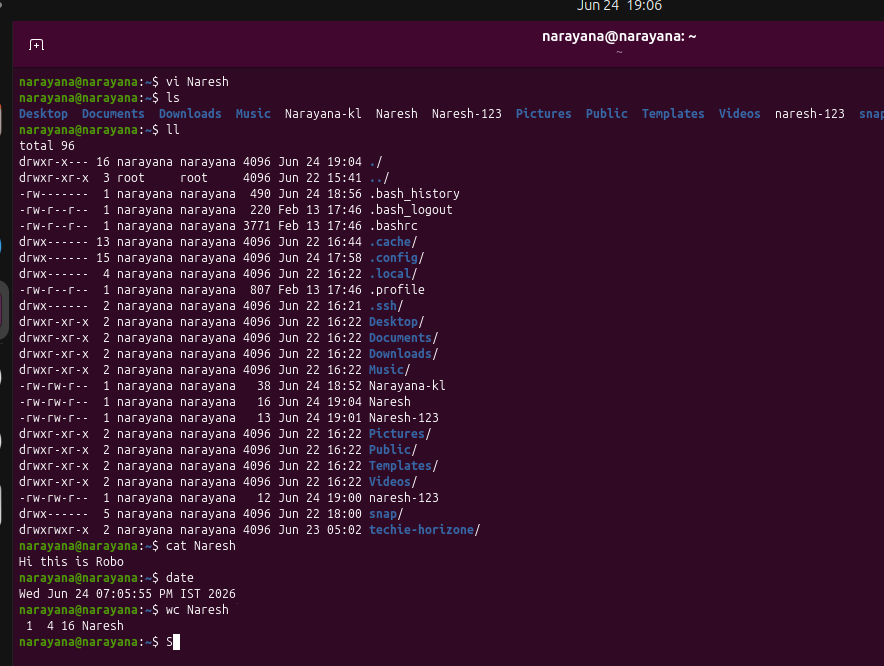 Jun 24 19:06
narayana@narayana: ~
~
narayana@narayana:~$ vi Naresh
narayana@narayana:~$ ls
Desktop  Documents  Downloads  Music  Narayana-kl  Naresh  Naresh-123  Pictures  Public  Templates  Videos  naresh-123  snap
narayana@narayana:~$ ll
total 96
drwxr-x--- 16 narayana narayana 4096 Jun 24 19:04 ./
drwxr-xr-x  3 root     root     4096 Jun 22 15:41 ../
-rw-------  1 narayana narayana  490 Jun 24 18:56 .bash_history
-rw-r--r--  1 narayana narayana  220 Feb 13 17:46 .bash_logout
-rw-r--r--  1 narayana narayana 3771 Feb 13 17:46 .bashrc
drwx------ 13 narayana narayana 4096 Jun 22 16:44 .cache/
drwx------ 15 narayana narayana 4096 Jun 24 17:58 .config/
drwx------  4 narayana narayana 4096 Jun 22 16:22 .local/
-rw-r--r--  1 narayana narayana  807 Feb 13 17:46 .profile
drwx------  2 narayana narayana 4096 Jun 22 16:21 .ssh/
drwxr-xr-x  2 narayana narayana 4096 Jun 22 16:22 Desktop/
drwxr-xr-x  2 narayana narayana 4096 Jun 22 16:22 Documents/
drwxr-xr-x  2 narayana narayana 4096 Jun 22 16:22 Downloads/
drwxr-xr-x  2 narayana narayana 4096 Jun 22 16:22 Music/
-rw-rw-r--  1 narayana narayana   38 Jun 24 18:52 Narayana-kl
-rw-rw-r--  1 narayana narayana   16 Jun 24 19:04 Naresh
-rw-rw-r--  1 narayana narayana   13 Jun 24 19:01 Naresh-123
drwxr-xr-x  2 narayana narayana 4096 Jun 22 16:22 Pictures/
drwxr-xr-x  2 narayana narayana 4096 Jun 22 16:22 Public/
drwxr-xr-x  2 narayana narayana 4096 Jun 22 16:22 Templates/
drwxr-xr-x  2 narayana narayana 4096 Jun 22 16:22 Videos/
-rw-rw-r--  1 narayana narayana   12 Jun 24 19:00 naresh-123
drwx------  5 narayana narayana 4096 Jun 22 18:00 snap/
drwxrwxr-x  2 narayana narayana 4096 Jun 23 05:02 techie-horizone/
narayana@narayana:~$ cat Naresh
Hi this is Robo
narayana@narayana:~$ date
Wed Jun 24 07:05:55 PM IST 2026
narayana@narayana:~$ wc Naresh
 1  4 16 Naresh
narayana@narayana:~$ S